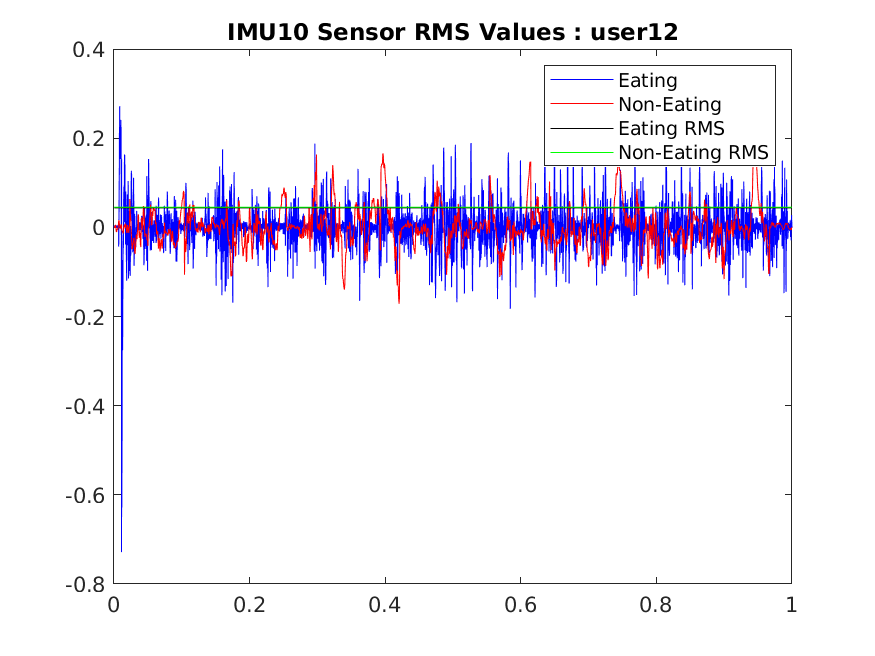 IMU10 Sensor RMS Values : user12
0.4
0.2
0
-0.2
-0.4
-0.6
-0.8
Eating
Non-Eating
Eating RMS
Non-Eating RMS
0 0.2 0.4 0.6 0.8 1